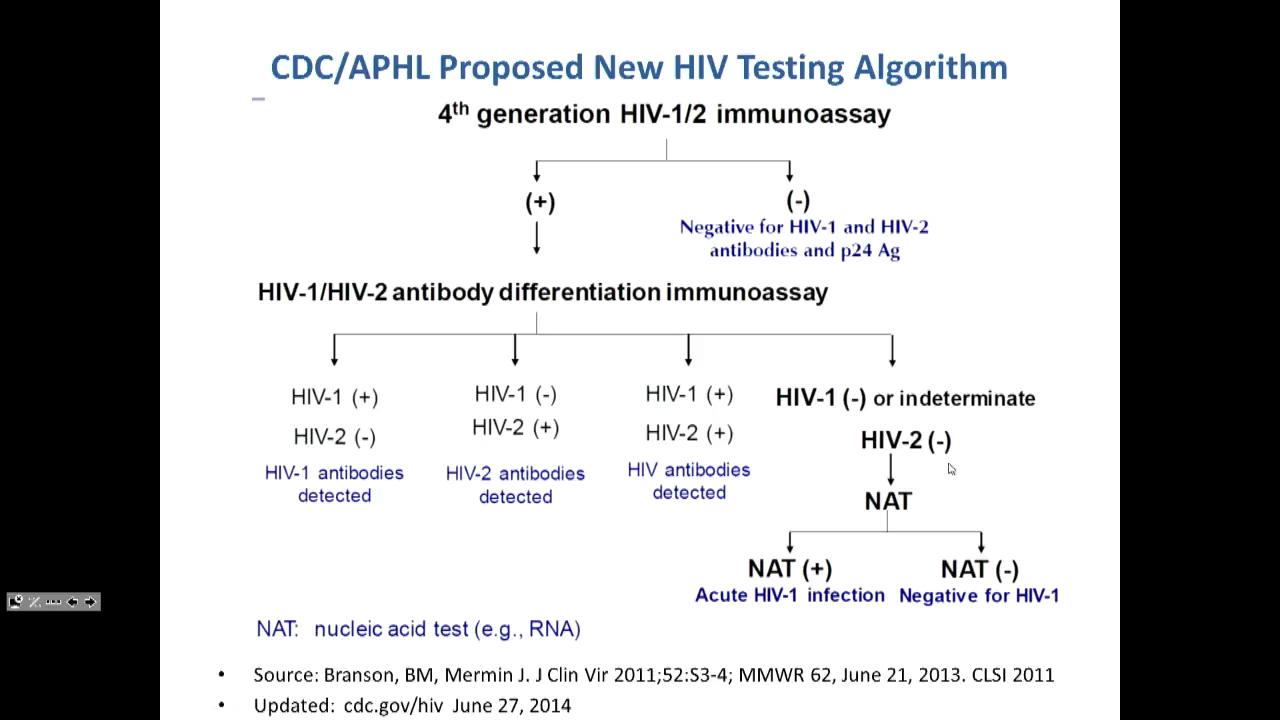 CDC/APHL Proposed New HIV Testing Algorithm
4th generation HIV-1/2 immunoassay
(+)
(-)
Negative for HIV-1 and HIV-2
antibodies and p24 Ag
HIV-1/HIV-2 antibody differentiation immunoassay
HIV-1 (+)
HIV-2 (-)
HIV-1 antibodies
detected
HIV-1 (-)
HIV-2 (+)
HIV-2 antibodies
detected
HIV-1 (+)
HIV-2 (+)
HIV antibodies
detected
HIV-1 (-) or indeterminate
HIV-2 (-)
NAT
NAT (+)
Acute HIV-1 infection
NAT (-)
Negative for HIV-1
NAT: nucleic acid test (e.g., RNA)
• Source: Branson, BM, Mermin J. J Clin Vir 2011;52:S3-4; MMWR 62, June 21, 2013. CLSI 2011
• Updated: cdc.gov/hiv June 27, 2014